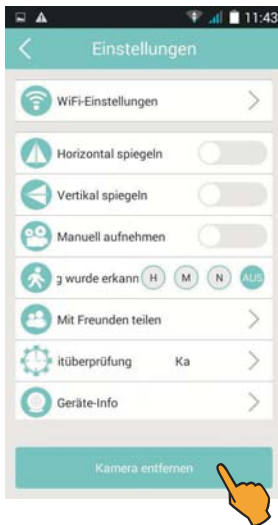 11:43
Einstellungen
WiFi-Einstellungen
Horizontal spiegeln
Vertikal spiegeln
Manuell aufnehmen
g wurde erkann H M N AUS
Mit Freunden teilen
itüberprüfung Ka
Geräte-Info
Kamera entfernen